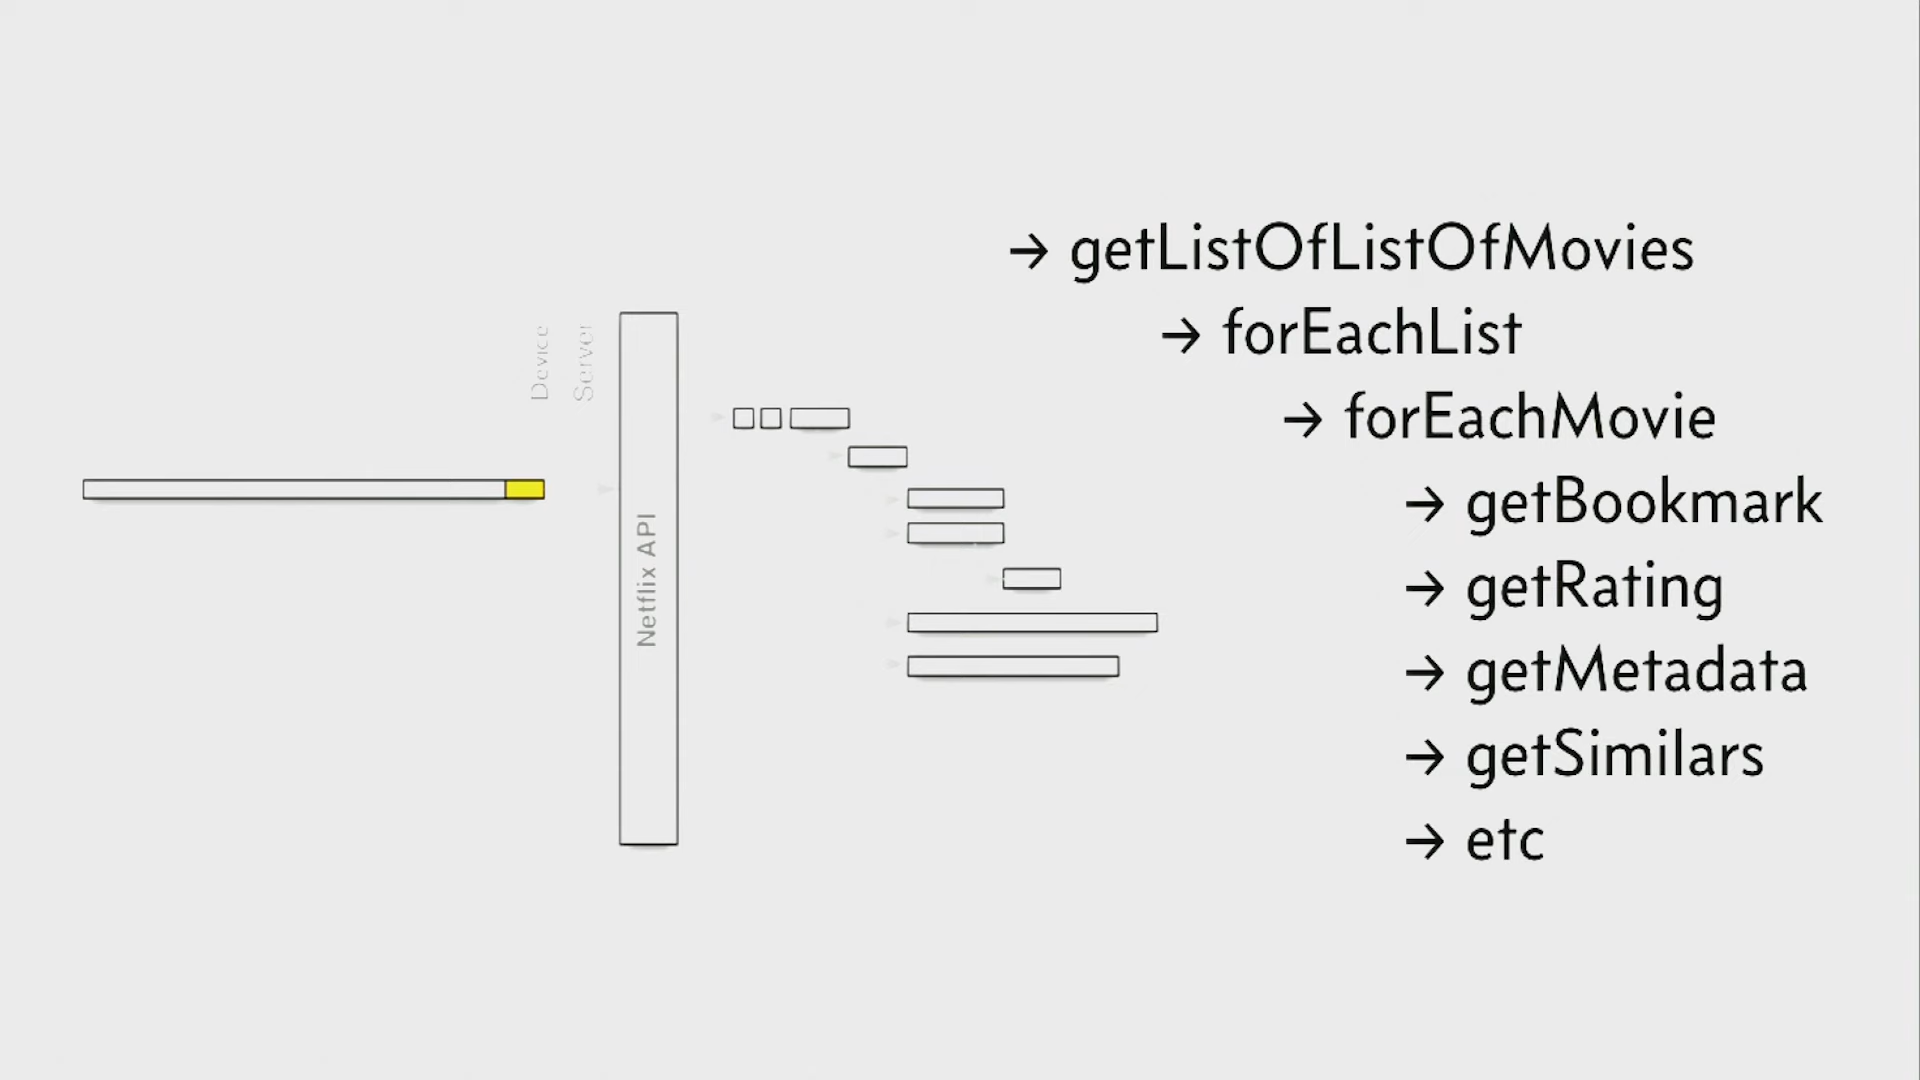 Device
Server
Netflix API
→ getListOfListOfMovies
→ forEachList
→ forEachMovie
→ getBookmark
→ getRating
→ getMetadata
→ getSimilars
→ etc